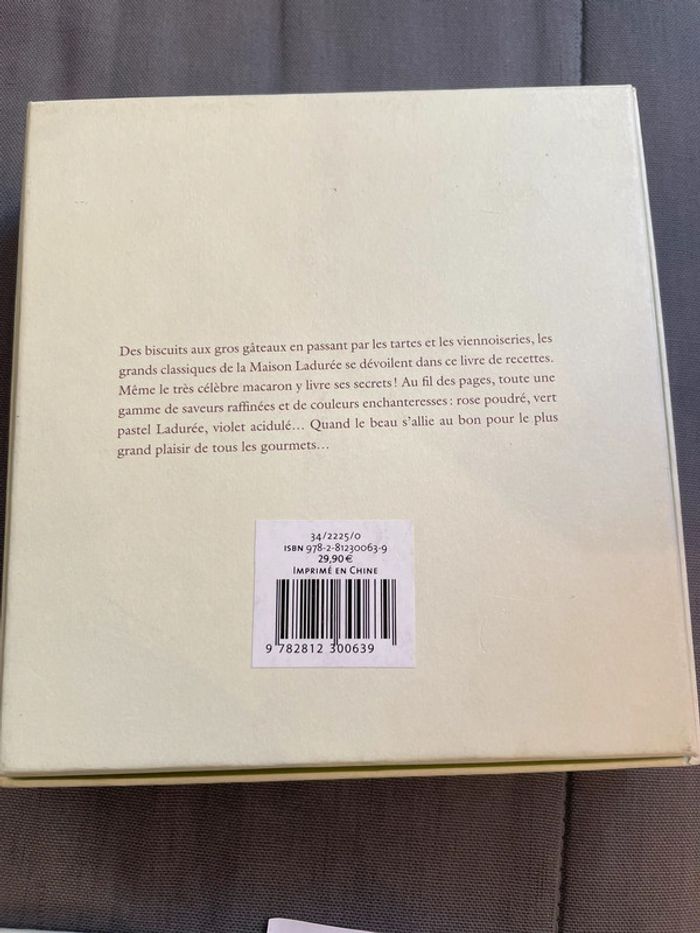 Des biscuits aux gros gâteaux en passant par les tartes et les viennoiseries, les
grands classiques de la Maison Ladurée se dévoilent dans ce livre de recettes.
Même le très célèbre macaron y livre ses secrets ! Au fil des pages, toute une
gamme de saveurs raffinées et de couleurs enchanteresses : rose poudré, vert
pastel Ladurée, violet acidulé… Quand le beau s'allie au bon pour le plus
grand plaisir de tous les gourmets…
34/2225/0
ISBN 978-2-81230063-9
29,90 €
IMPRIMÉ EN CHINE
9 782812 300639